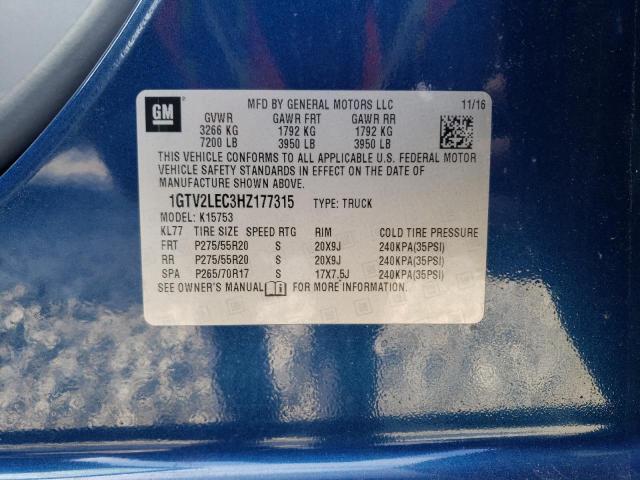 GM
MFD BY GENERAL MOTORS LLC 11/16
GVWR GAWR FRT GAWR RR
3266 KG 1792 KG 1792 KG
7200 LB 3950 LB 3950 LB
THIS VEHICLE CONFORMS TO ALL APPLICABLE U.S. FEDERAL MOTOR
VEHICLE SAFETY STANDARDS IN EFFECT ON THE DATE OF
MANUFACTURE SHOWN ABOVE.
1GTV2LEC3HZ177315 TYPE: TRUCK
MODEL: K15753
KL77 TIRE SIZE SPEED RTG RIM COLD TIRE PRESSURE
FRT P275/55R20 S 20X9J 240KPA(35PSI)
RR P275/55R20 S 20X9J 240KPA(35PSI)
SPA P265/70R17 S 17X7.5J 240KPA(35PSI)
SEE OWNER'S MANUAL FOR MORE INFORMATION.